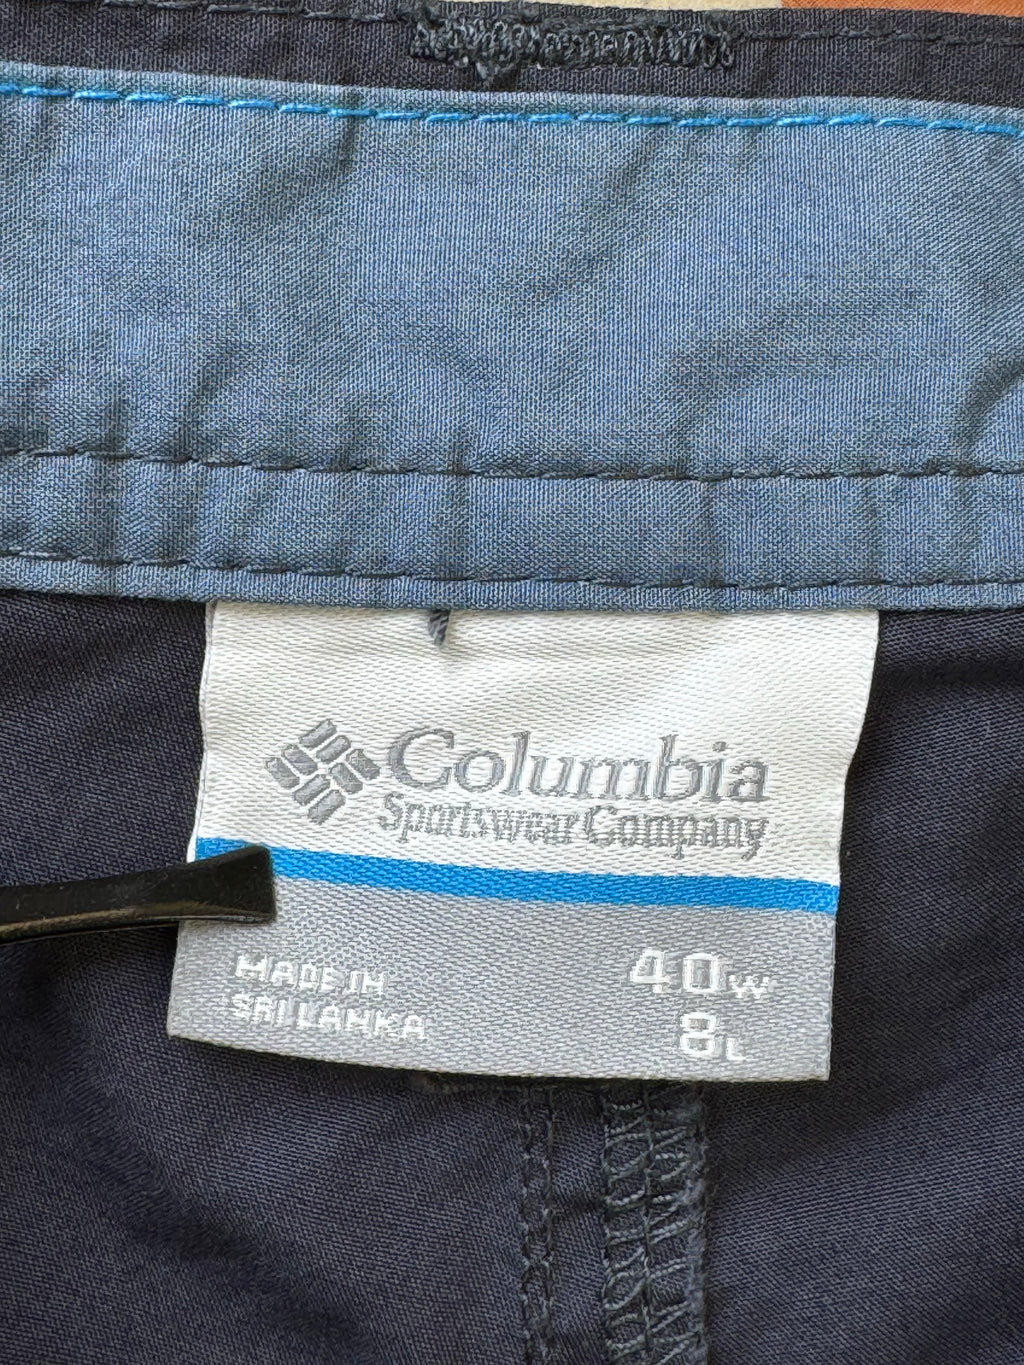 Columbia
Sportswear Company
MADE IN
SRI LANKA
40W
8L